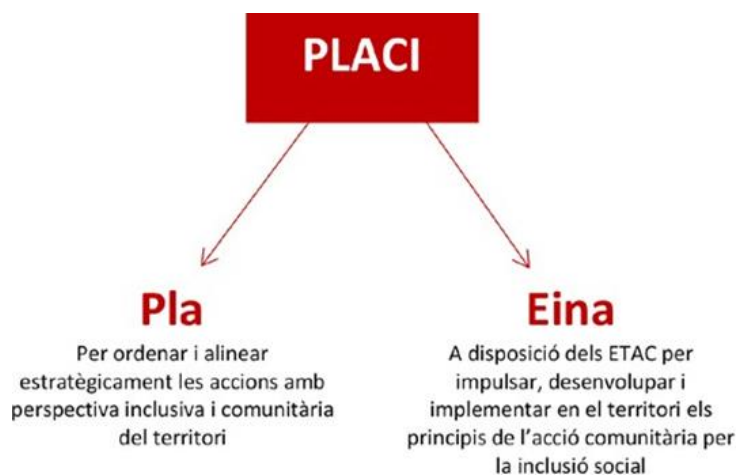 PLACI
Pla
Per ordenar i alinear
estratègicament les accions amb
perspectiva inclusiva i comunitària
del territori
Eina
A disposició dels ETAC per
impulsar, desenvolupar i
implementar en el territori els
principis de l'acció comunitària per
la inclusió social